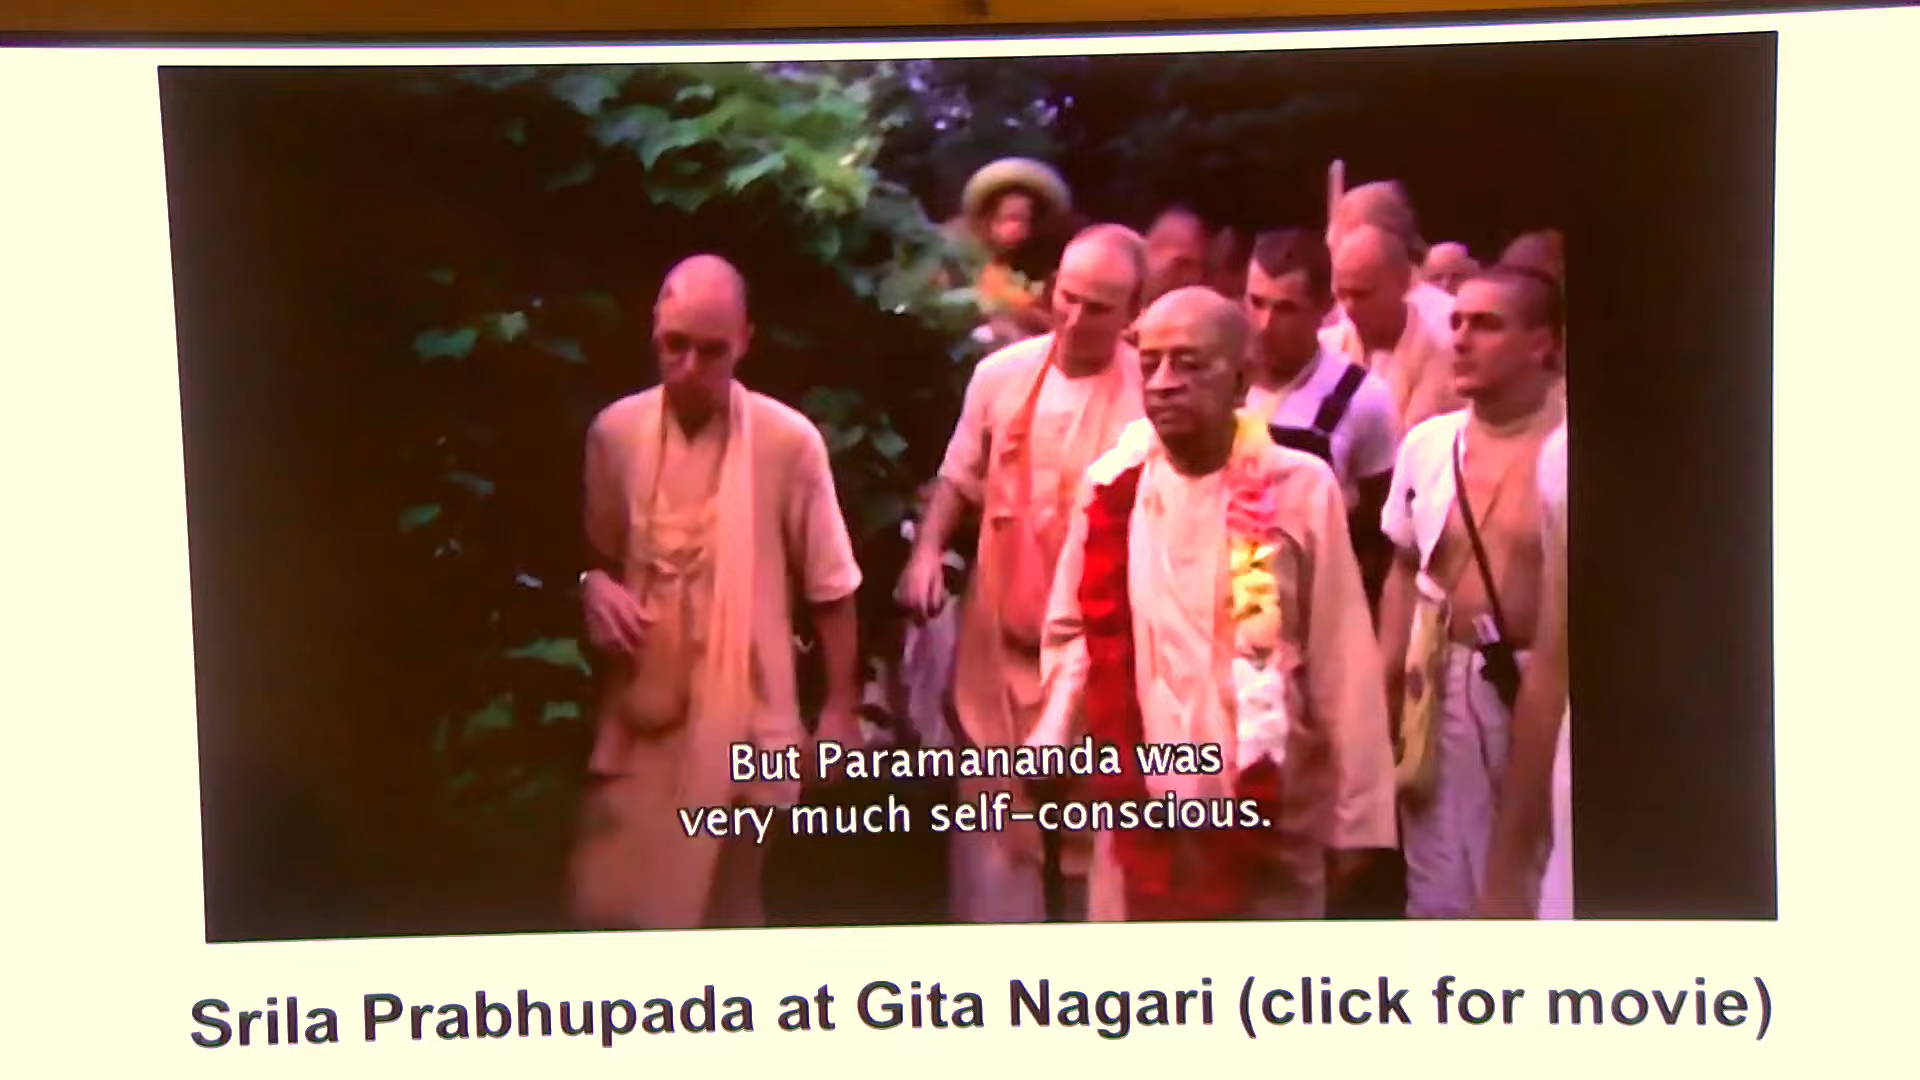 But Paramananda was
very much self-conscious.
Srila Prabhupada at Gita Nagari (click for movie)